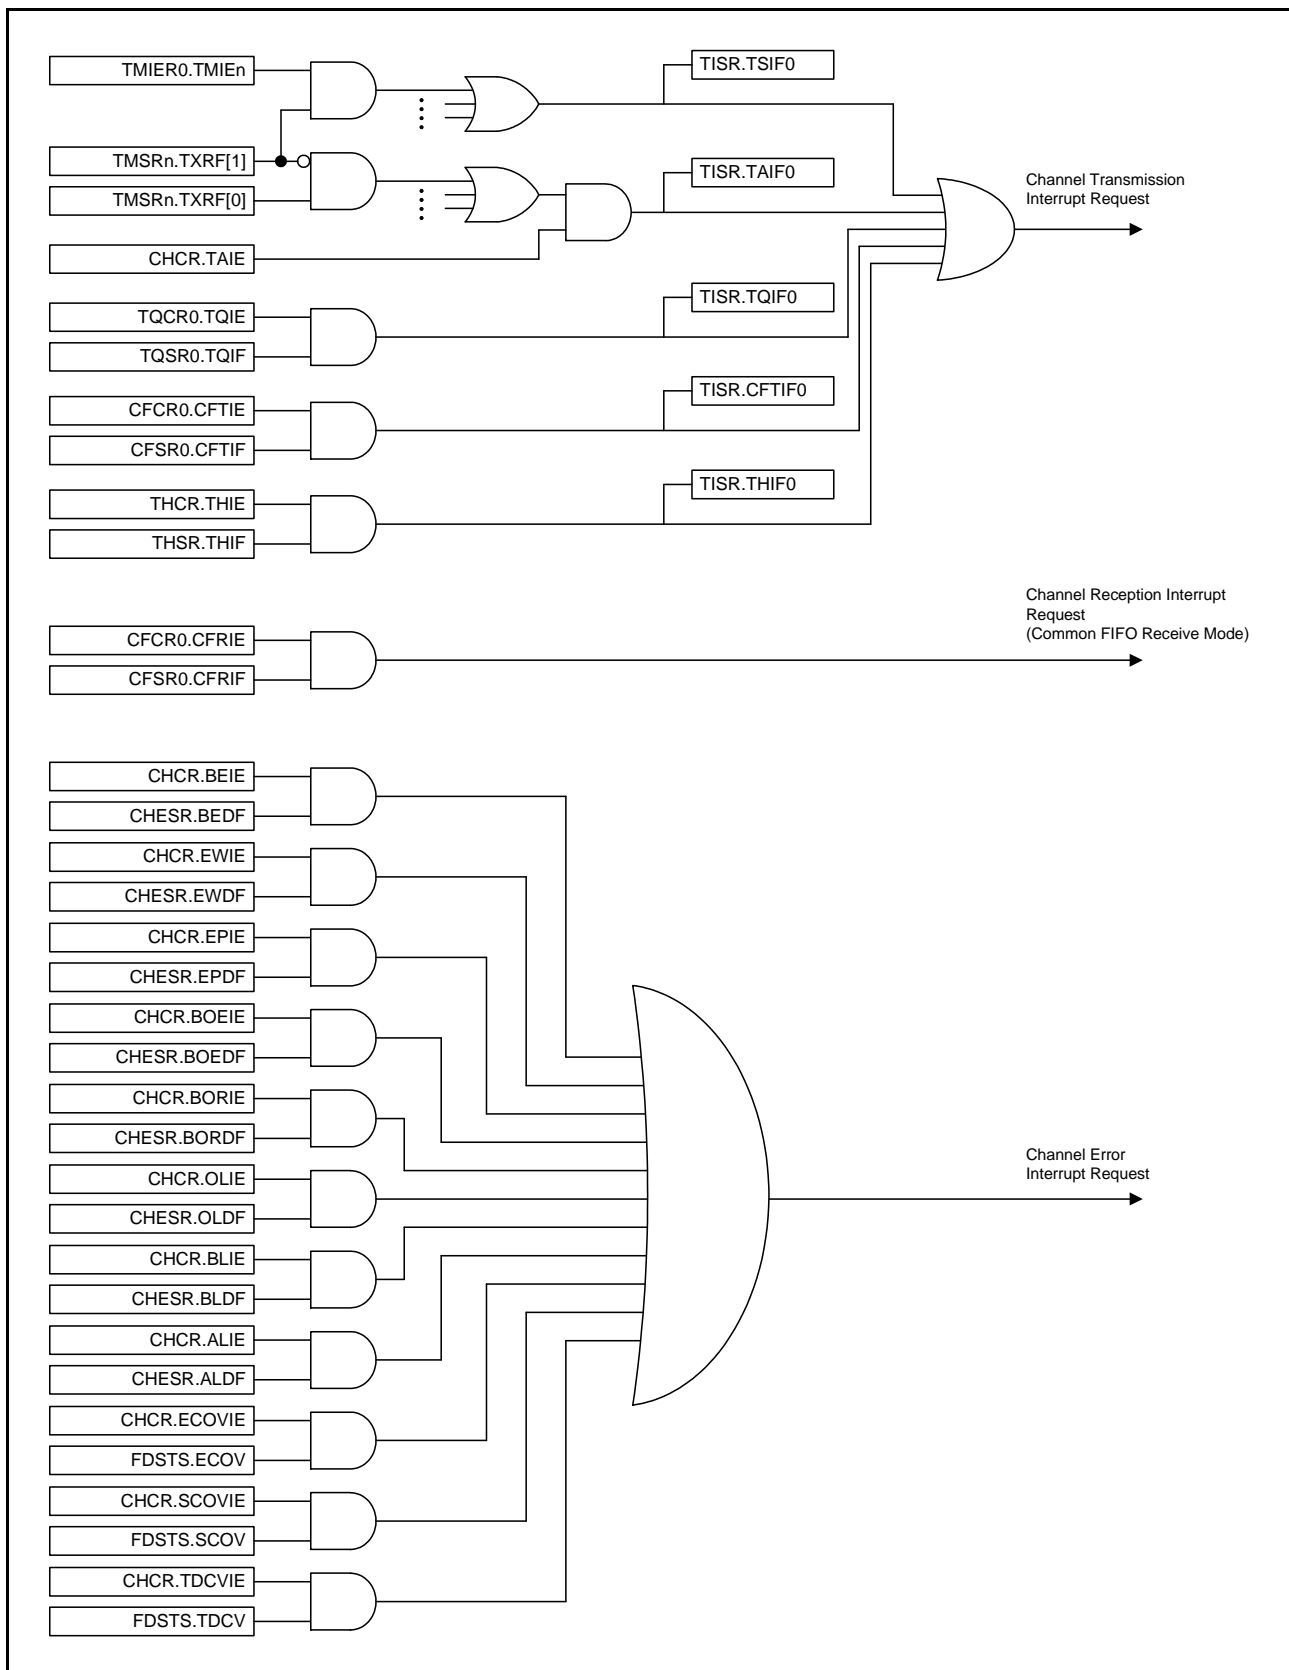 TMIER0.TMIEn
TISR.TSIF0
TMSRn.TXRF[1]
TMSRn.TXRF[0]
TISR.TAIF0
Channel Transmission
Interrupt Request
CHCR.TAIE
TQCR0.TQIE
TQSR0.TQIF
TISR.TQIF0
CFCR0.CFTIE
CFSR0.CFTIF
TISR.CFTIF0
THCR.THIE
THSR.THIF
TISR.THIF0
Channel Reception Interrupt
Request
(Common FIFO Receive Mode)
CFCR0.CFRIE
CFSR0.CFRIF
CHCR.BEIE
CHESR.BEDF
CHCR.EWIE
CHESR.EWDF
CHCR.EPIE
CHESR.EPDF
CHCR.BOEIE
CHESR.BOEDF
CHCR.BORIE
CHESR.BORDF
Channel Error
Interrupt Request
CHCR.OLIE
CHESR.OLDF
CHCR.BLIE
CHESR.BLDF
CHCR.ALIE
CHESR.ALDF
CHCR.ECOVIE
FDSTS.ECOV
CHCR.SCOVIE
FDSTS.SCOV
CHCR.TDCVIE
FDSTS.TDCV